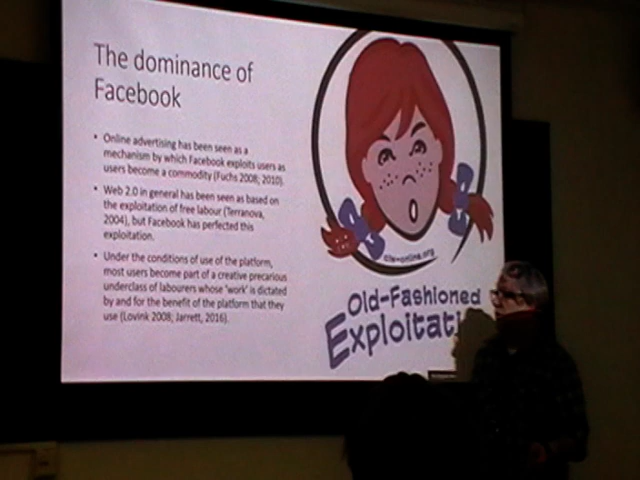 The dominance of
Facebook
• Online advertising has been seen as a
mechanism by which Facebook exploits users as
users become a commodity (Fuchs 2008; 2010).
• Web 2.0 in general has been seen as based on
the exploitation of free labour (Terranova,
2004), but Facebook has perfected this
exploitation.
• Under the conditions of use of the platform,
most users become part of a creative precarious
underclass of labourers whose 'work' is dictated
by and for the benefit of the platform that they
use (Lovink 2008; Jarrett, 2016).
Old-Fashioned
Exploitati